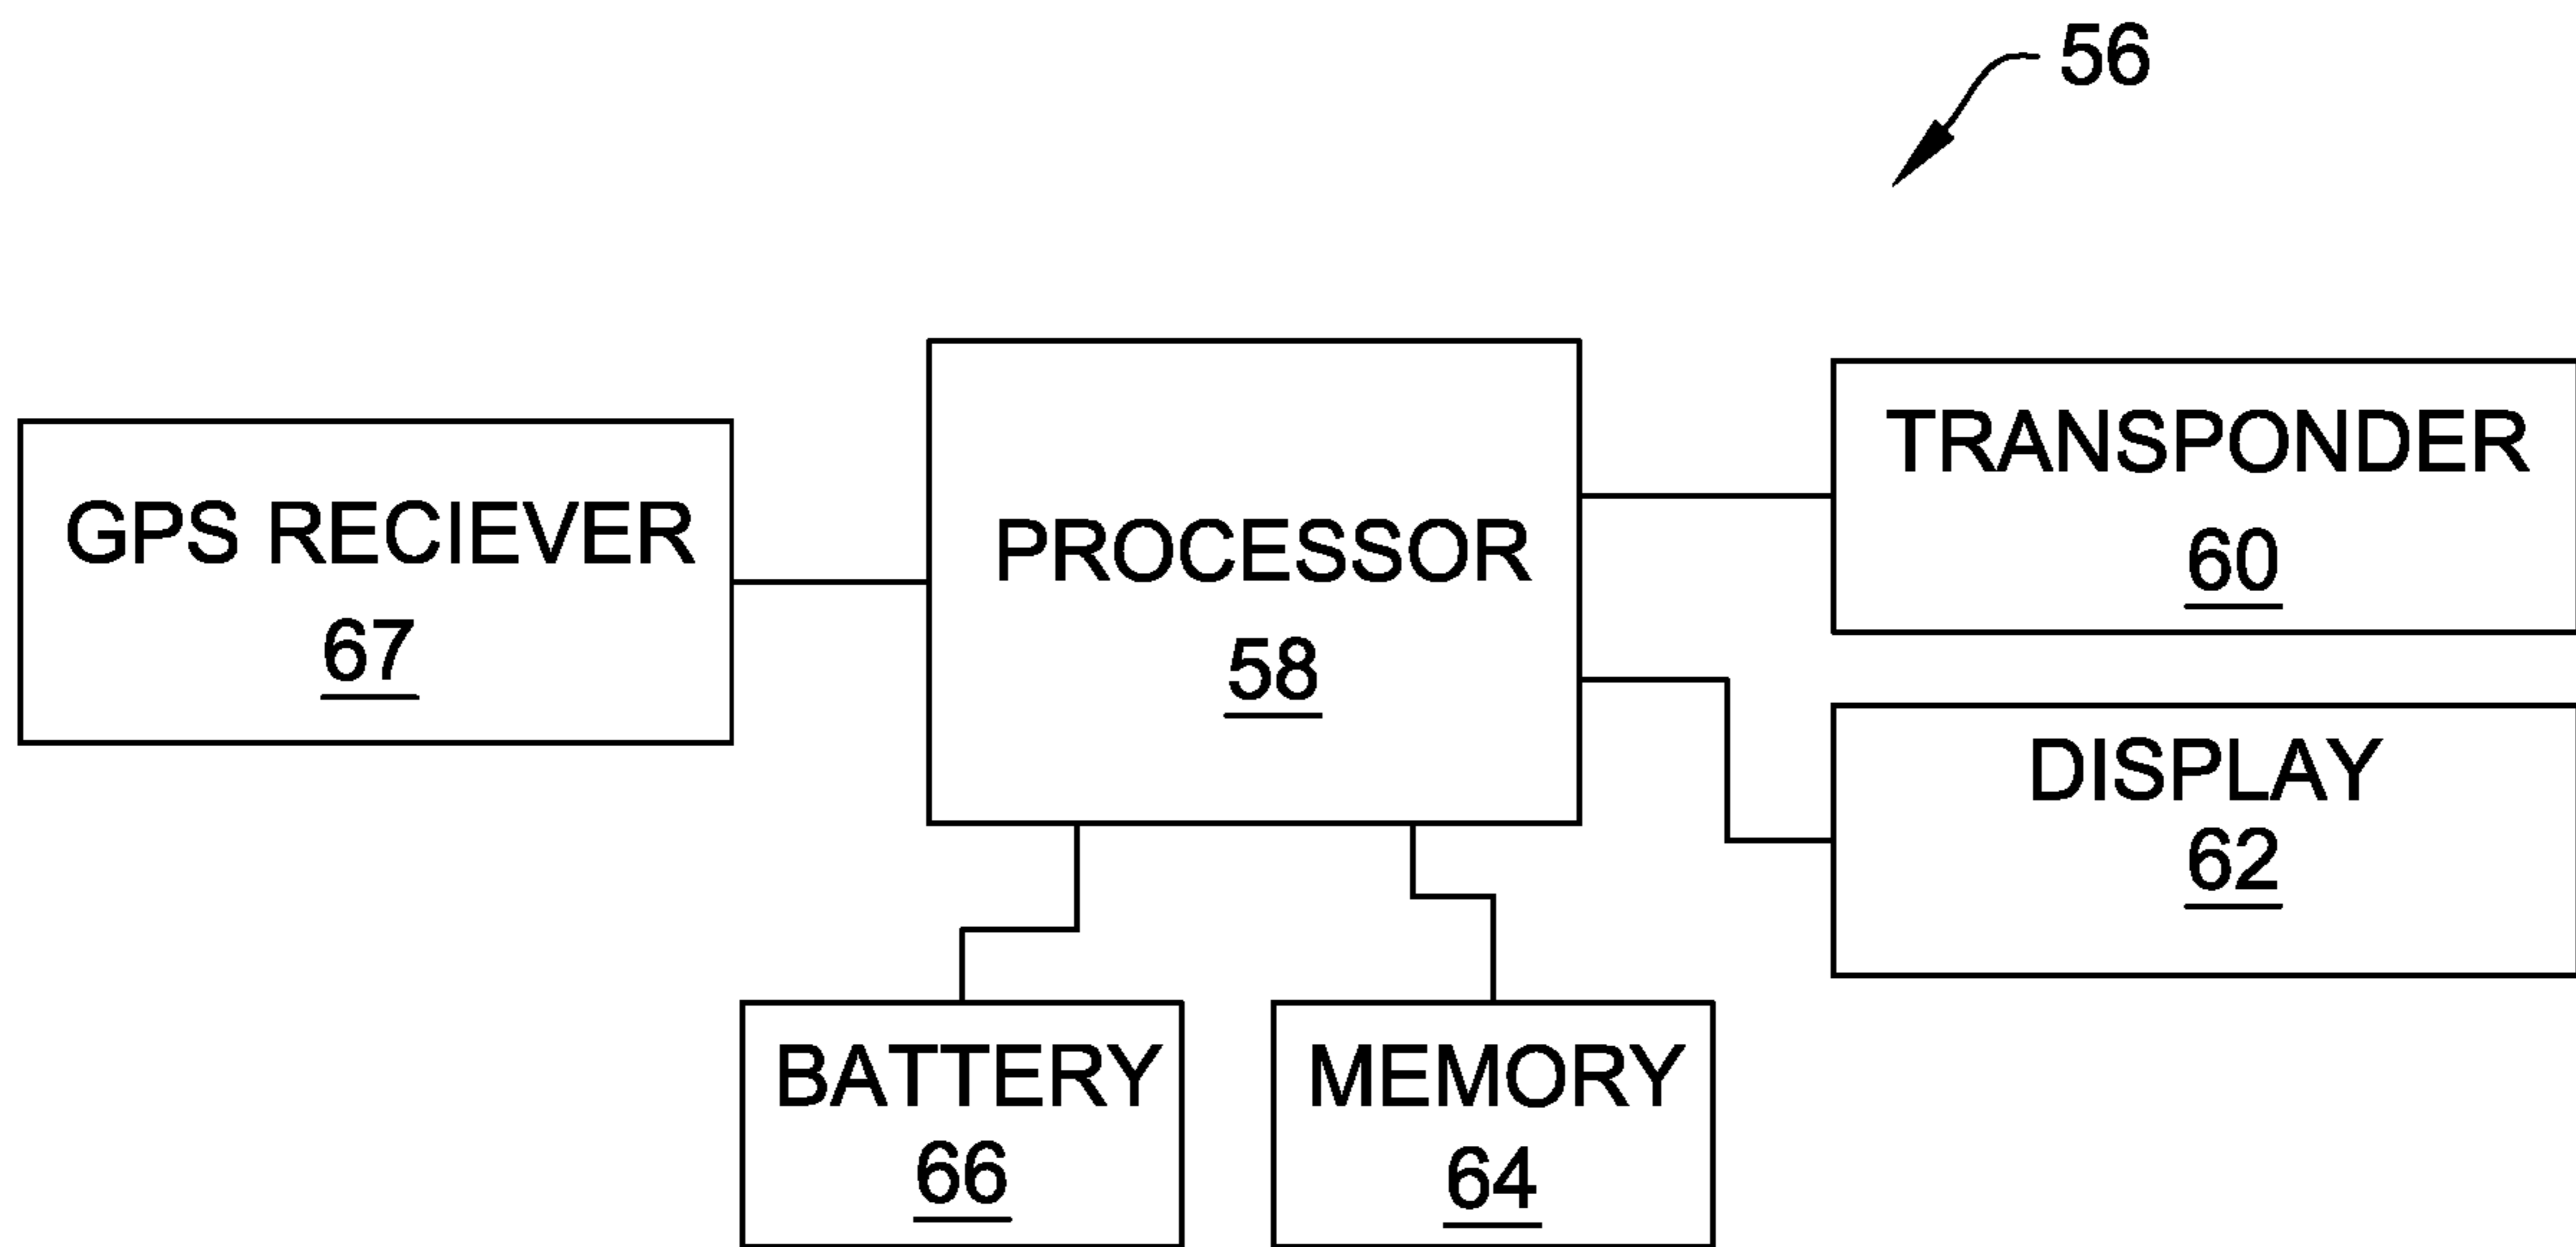 56
GPS RECIEVER
67
PROCESSOR
58
TRANSPONDER
60
DISPLAY
62
BATTERY
66
MEMORY
64